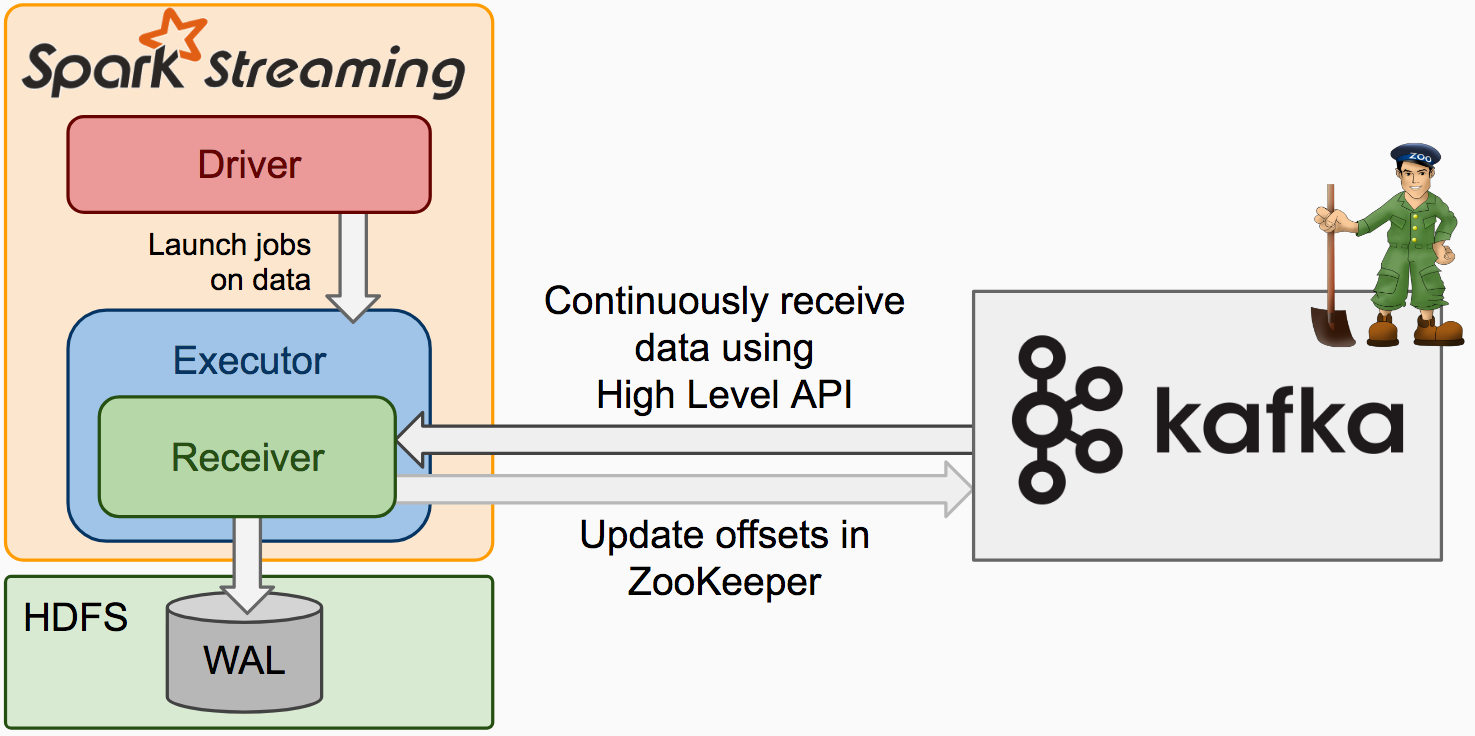 Spark Streaming
Driver
Launch jobs
on data
Executor
Receiver
HDFS
WAL
Continuously receive
data using
High Level API
Update offsets in
ZooKeeper
ZOO
kafka